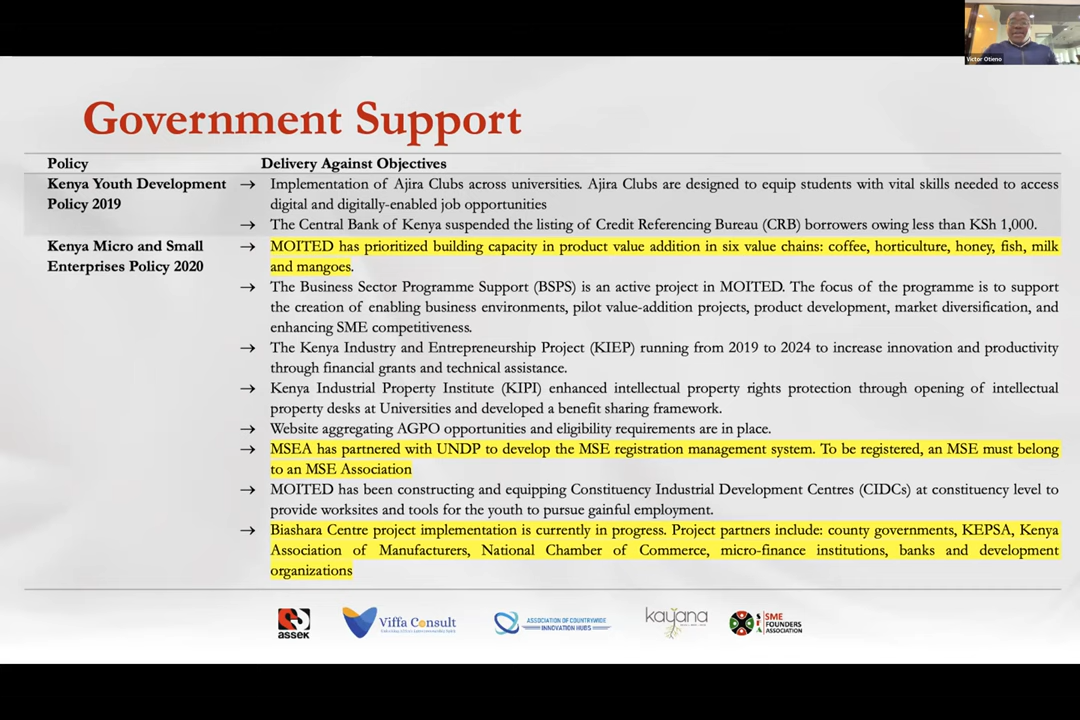 Victor Otieno
Government Support
Policy Delivery Against Objectives
Kenya Youth Development
Policy 2019
→ Implementation of Ajira Clubs across universities. Ajira Clubs are designed to equip students with vital skills needed to access
digital and digitally-enabled job opportunities
→ The Central Bank of Kenya suspended the listing of Credit Referencing Bureau (CRB) borrowers owing less than KSh 1,000.
Kenya Micro and Small
Enterprises Policy 2020
→ MOITED has prioritized building capacity in product value addition in six value chains: coffee, horticulture, honey, fish, milk
and mangoes.
→ The Business Sector Programme Support (BSPS) is an active project in MOITED. The focus of the programme is to support
the creation of enabling business environments, pilot value-addition projects, product development, market diversification, and
enhancing SME competitiveness.
→ The Kenya Industry and Entrepreneurship Project (KIEP) running from 2019 to 2024 to increase innovation and productivity
through financial grants and technical assistance.
→ Kenya Industrial Property Institute (KIPI) enhanced intellectual property rights protection through opening of intellectual
property desks at Universities and developed a benefit sharing framework.
→ Website aggregating AGPO opportunities and eligibility requirements are in place.
→ MSEA has partnered with UNDP to develop the MSE registration management system. To be registered, an MSE must belong
to an MSE Association
→ MOITED has been constructing and equipping Constituency Industrial Development Centres (CIDCs) at constituency level to
provide worksites and tools for the youth to pursue gainful employment.
→ Biashara Centre project implementation is currently in progress. Project partners include: county governments, KEPSA, Kenya
Association of Manufacturers, National Chamber of Commerce, micro-finance institutions, banks and development
organizations
assek
Viffa Consult
ASSOCIATION OF COUNTRYWIDE
INNOVATION HUBS
kayana
SFA
SME
FOUNDERS
ASSOCIATION